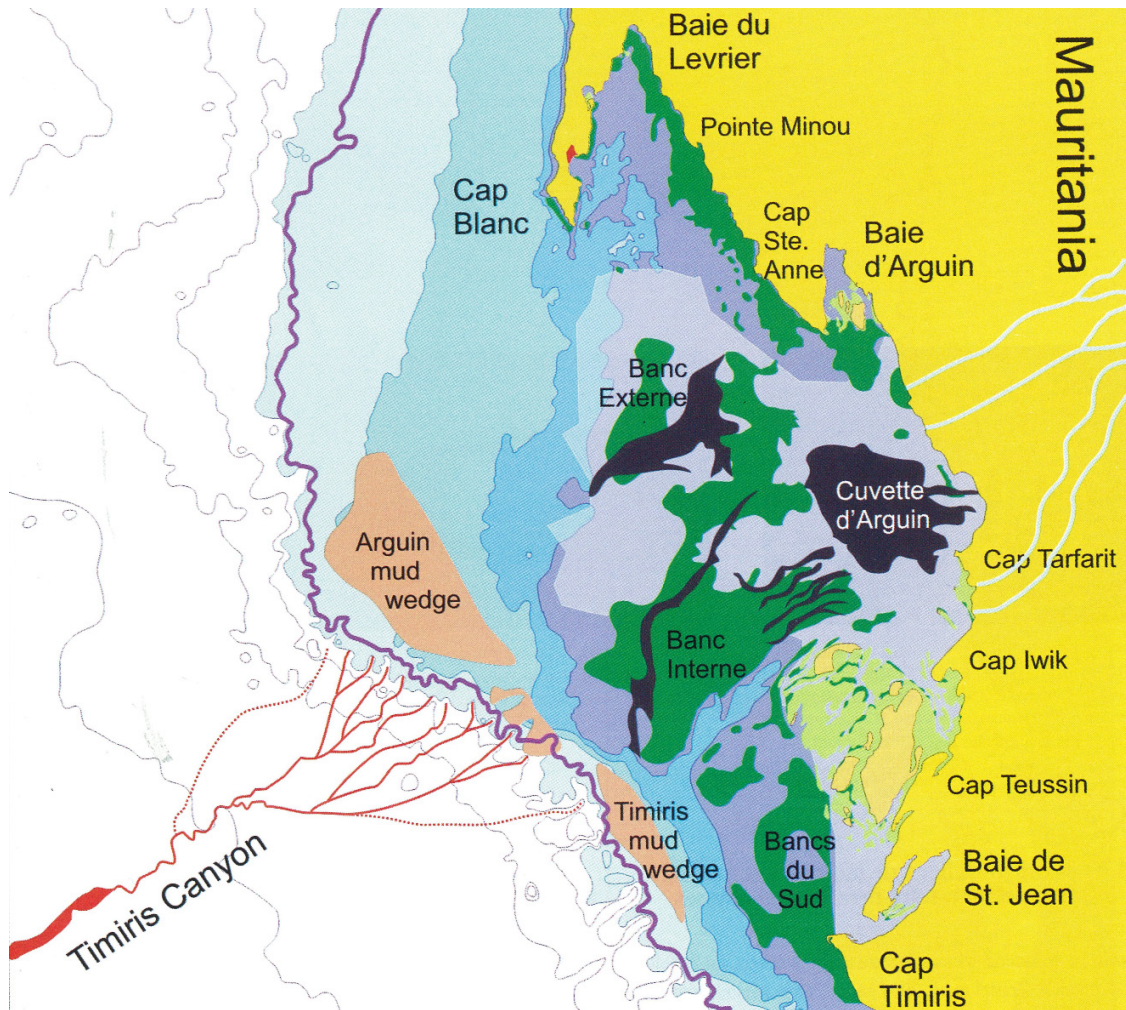 Baie du
Levrier
Mauritania
Pointe Minou
Cap
Blanc
Cap
Ste.
Anne
Baie
d'Arguin
Banc
Externe
Cuvette
d'Arguin
Arguin
mud
wedge
Cap Tarfarit
Banc
Interne
Cap Iwik
Cap Teussin
Timiris
mud
wedge
Bancs
du
Sud
Baie de
St. Jean
Timiris Canyon
Cap
Timiris